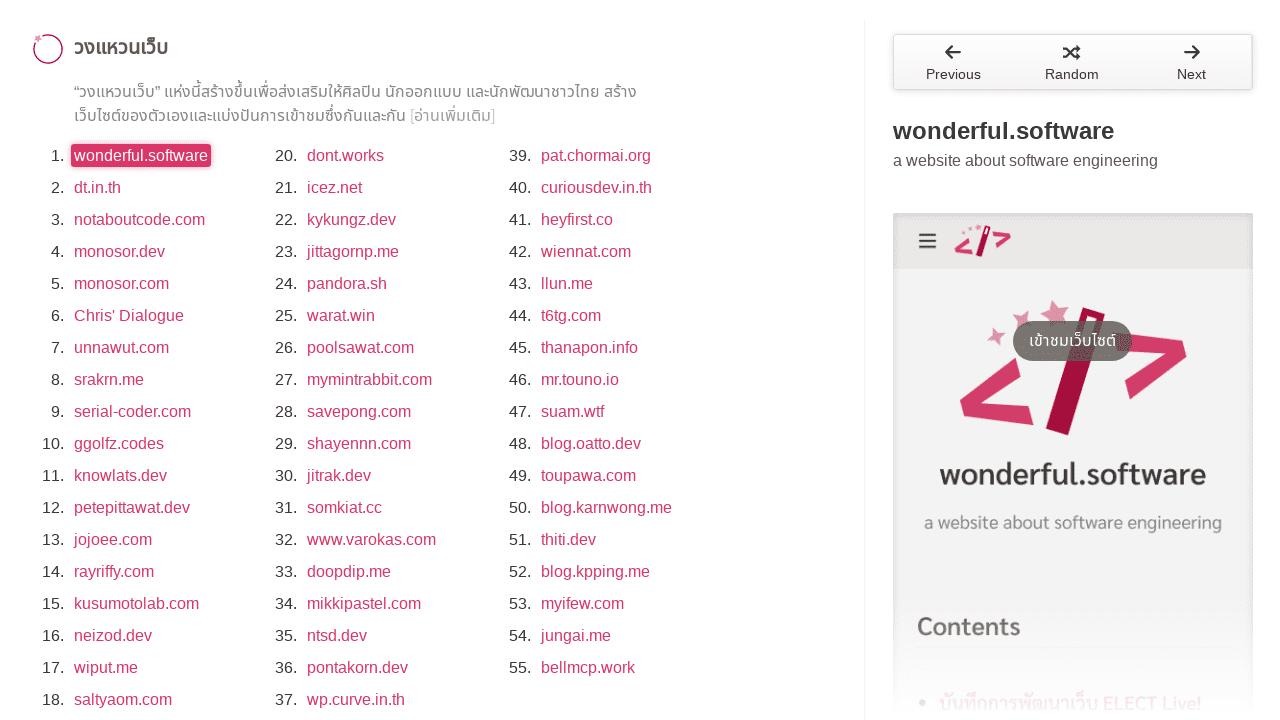 วงแหวนเว็บ
“วงแหวนเว็บ” แห่งนี้สร้างขึ้นเพื่อส่งเสริมให้ศิลปิน นักออกแบบ และนักพัฒนาชาวไทย สร้าง
เว็บไซต์ของตัวเองและแบ่งปันการเข้าชมซึ่งกันและกัน [อ่านเพิ่มเติม]
1. wonderful.software
2. dt.in.th
3. notaboutcode.com
4. monosor.dev
5. monosor.com
6. Chris' Dialogue
7. unnawut.com
8. srakrn.me
9. serial-coder.com
10. ggolfz.codes
11. knowlats.dev
12. petepittawat.dev
13. jojoee.com
14. rayriffy.com
15. kusumotolab.com
16. neizod.dev
17. wiput.me
18. saltyaom.com
20. dont.works
21. icez.net
22. kykungz.dev
23. jittagornp.me
24. pandora.sh
25. warat.win
26. poolsawat.com
27. mymintrabbit.com
28. savepong.com
29. shayennn.com
30. jitrak.dev
31. somkiat.cc
32. www.varokas.com
33. doopdip.me
34. mikkipastel.com
35. ntsd.dev
36. pontakorn.dev
37. wp.curve.in.th
39. pat.chormai.org
40. curiousdev.in.th
41. heyfirst.co
42. wiennat.com
43. llun.me
44. t6tg.com
45. thanapon.info
46. mr.touno.io
47. suam.wtf
48. blog.oatto.dev
49. toupawa.com
50. blog.karnwong.me
51. thiti.dev
52. blog.kpping.me
53. myifew.com
54. jungai.me
55. bellmcp.work
Previous
Random
Next
wonderful.software
a website about software engineering
เข้าชมเว็บไซต์
wonderful.software
a website about software engineering
Contents
• บันทึกการพัฒนาเว็บ ELECT Live!